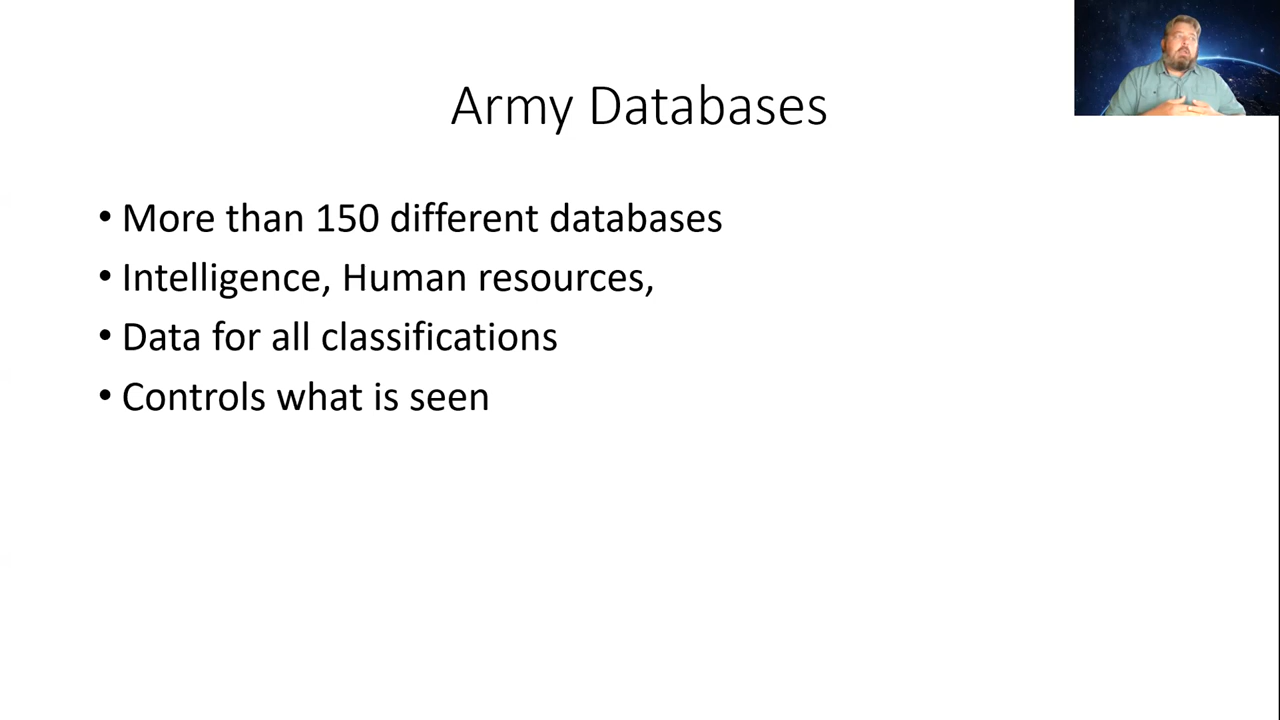 Army Databases
• More than 150 different databases
• Intelligence, Human resources,
• Data for all classifications
• Controls what is seen